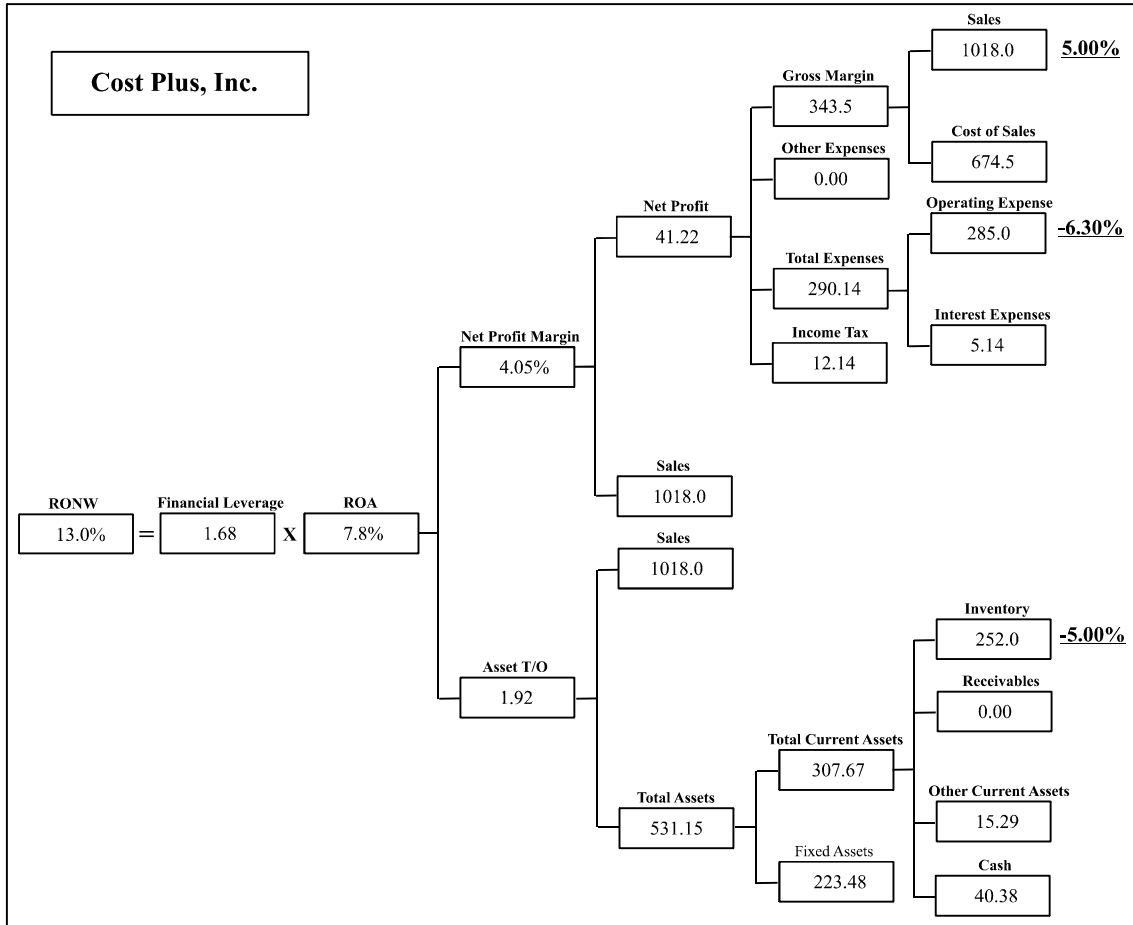 Cost Plus, Inc.
Sales
1018.0 5.00%
Gross Margin
343.5
Cost of Sales
674.5
Other Expenses
0.00
Net Profit
41.22
Operating Expense
285.0 -6.30%
Total Expenses
290.14
Interest Expenses
5.14
Income Tax
12.14
Net Profit Margin
4.05%
Sales
1018.0
RONW Financial Leverage ROA
13.0% = 1.68 X 7.8%
Sales
1018.0
Asset T/O
1.92
Inventory
252.0 -5.00%
Receivables
0.00
Total Current Assets
307.67
Other Current Assets
15.29
Total Assets
531.15
Fixed Assets
223.48
Cash
40.38